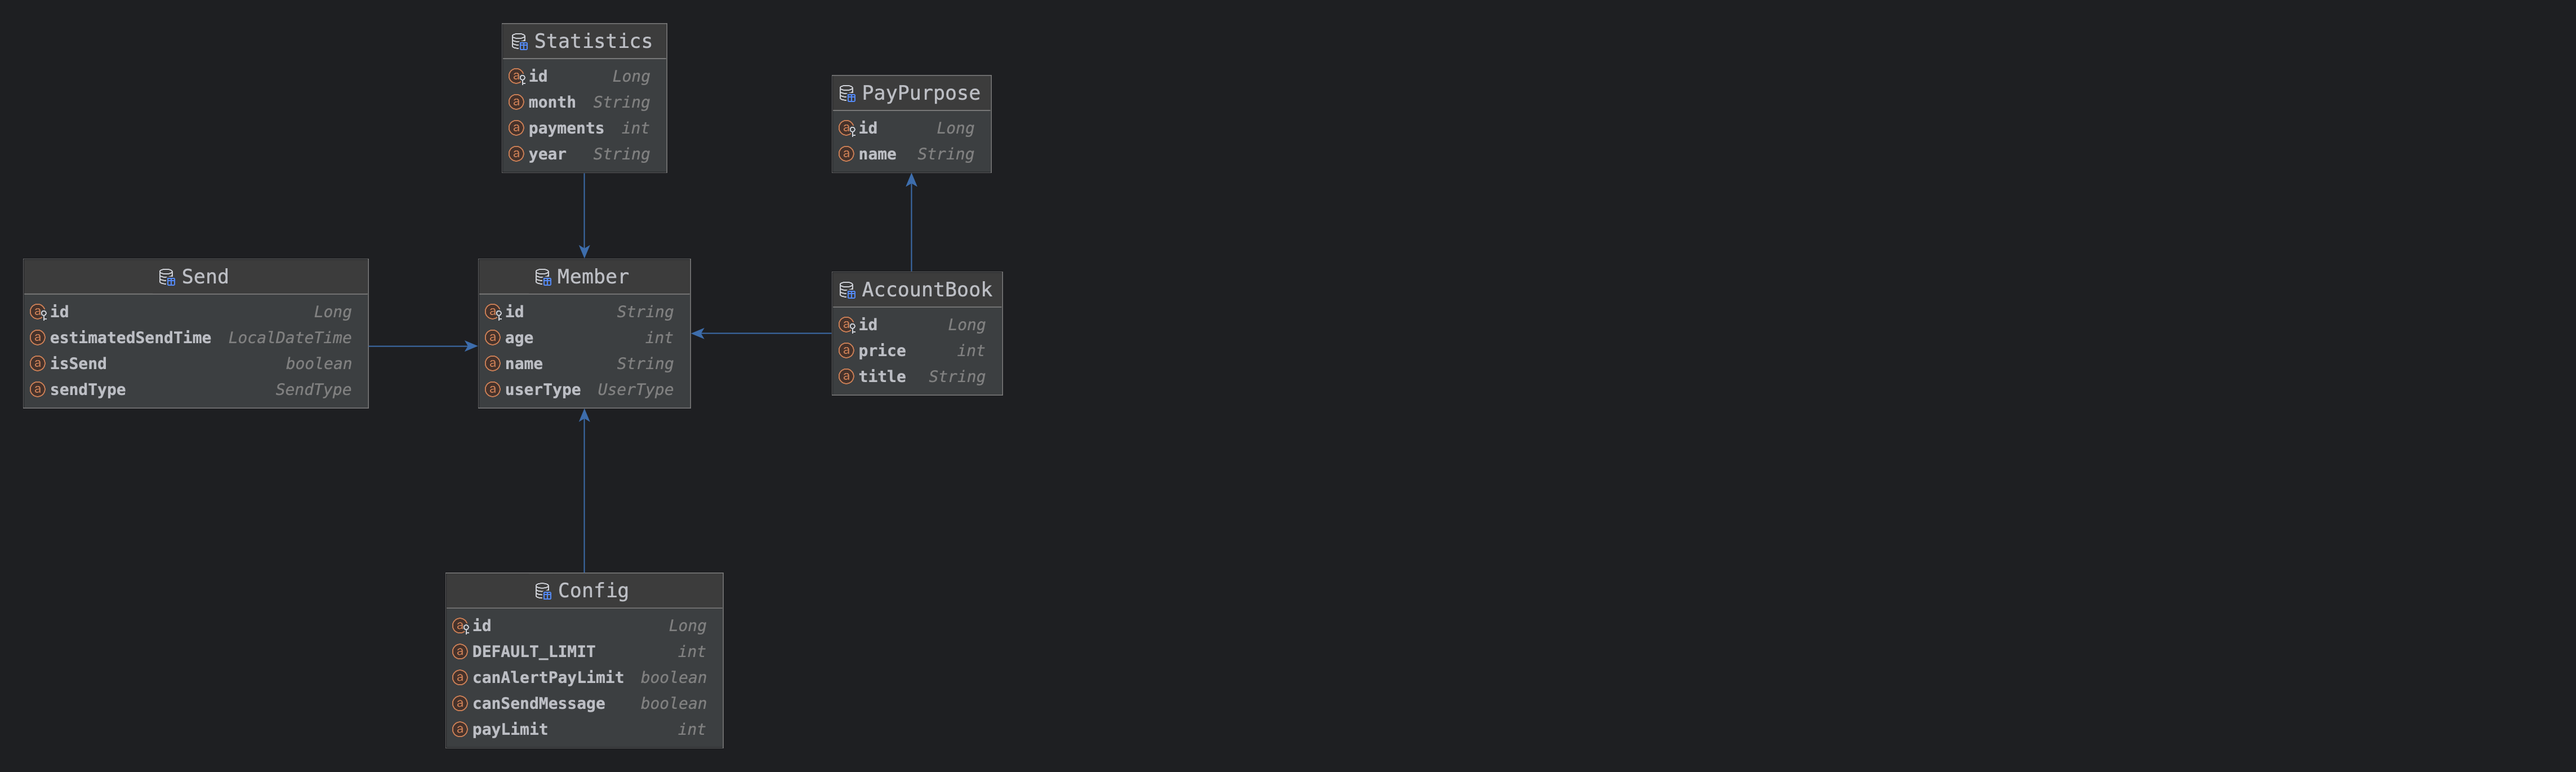 Statistics
id Long
month String
payments int
year String
PayPurpose
id Long
name String
Send
id Long
estimatedSendTime LocalDateTime
isSend boolean
sendType SendType
Member
id String
age int
name String
userType UserType
AccountBook
id Long
price int
title String
Config
id Long
DEFAULT_LIMIT int
canAlertPayLimit boolean
canSendMessage boolean
payLimit int